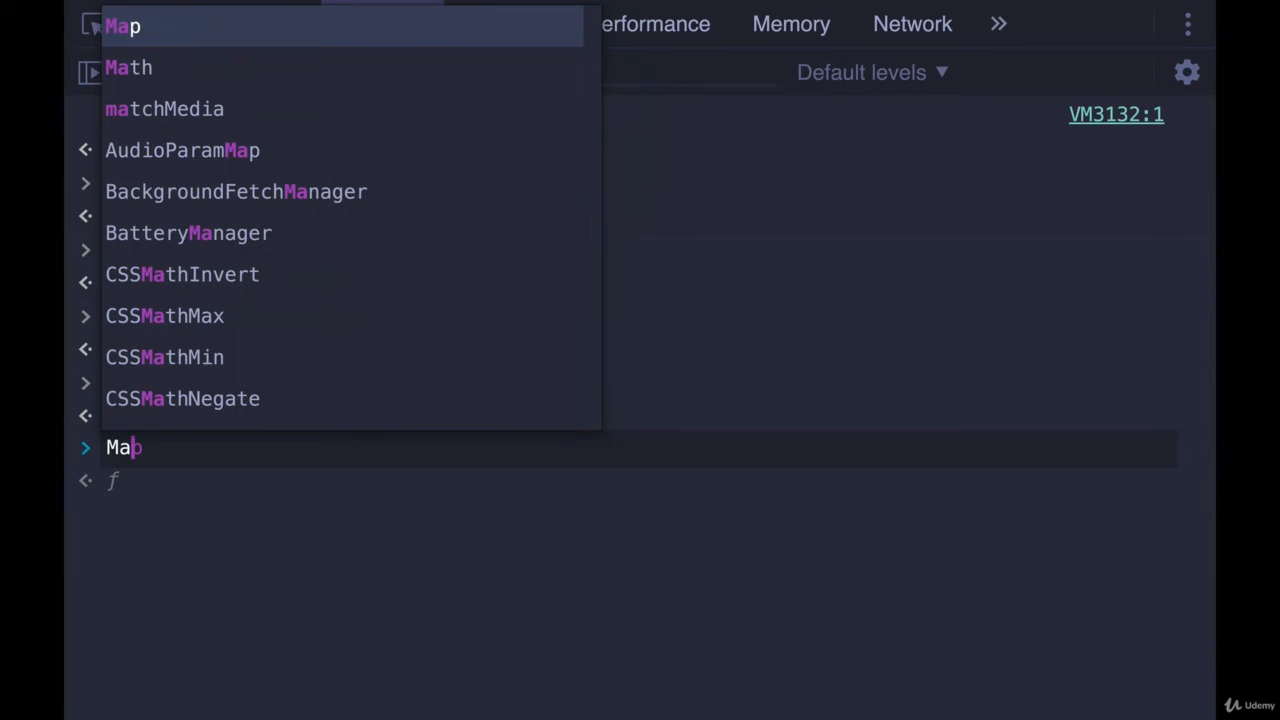 Map
erformance Memory Network
Math
Default levels ▼
matchMedia
VM3132:1
AudioParamMap
BackgroundFetchManager
BatteryManager
CSSMathInvert
CSSMathMax
CSSMathMin
CSSMathNegate
> Map
f
Udemy